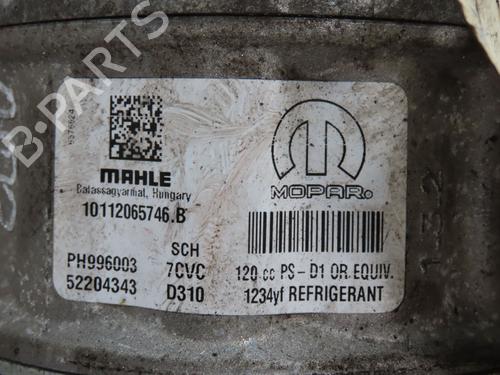 B-PARTS
MAHLE
Balassagyarmat, Hungary
10112065746.B
MOPAR®
SCH
PH996003 7CVC
52204343 D310
120 cc PS-D1 OR EQUIV.
1234yf REFRIGERANT
132